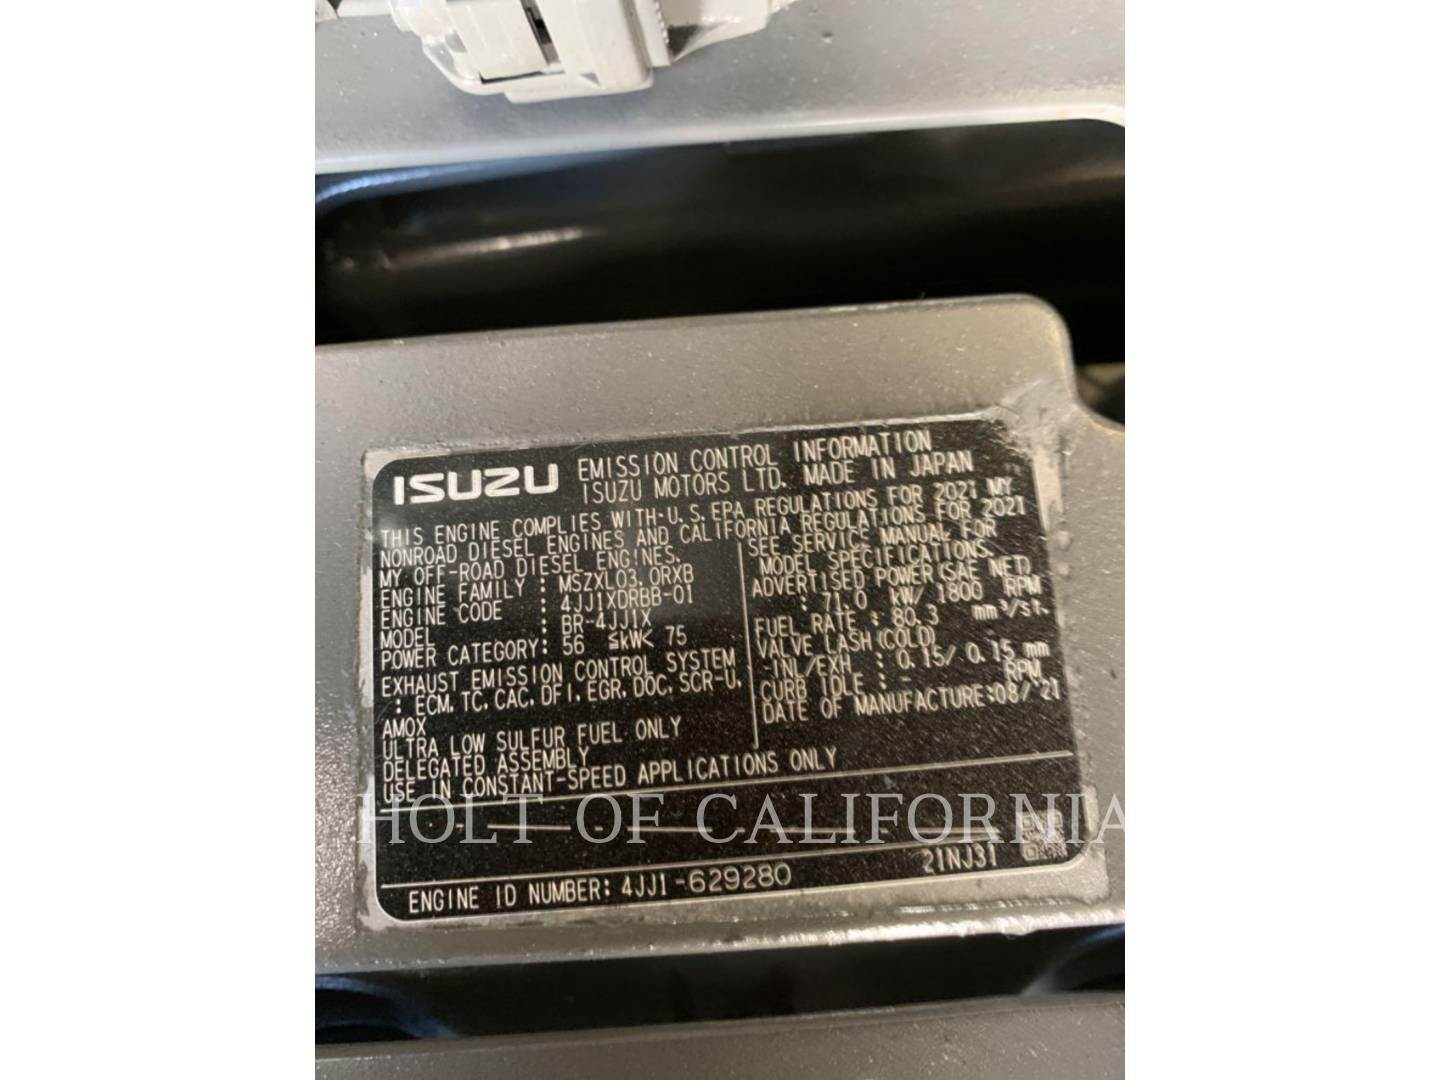 ISUZU EMISSION CONTROL INFORMATION
ISUZU MOTORS LTD. MADE IN JAPAN
THIS ENGINE COMPLIES WITH U.S.EPA REGULATIONS FOR 2021 MY
NONROAD DIESEL ENGINES AND CALIFORNIA REGULATIONS FOR 2021
MY OFF-ROAD DIESEL ENGINES.
ENGINE FAMILY : MSZXL03.0RXB
ENGINE CODE : 4JJ1XDRBB-01
MODEL : BR-4JJ1X
POWER CATEGORY: 56 ≦kW< 75
EXHAUST EMISSION CONTROL SYSTEM
: ECM, TC, CAC, DFI, EGR, DOC, SCR-U,
AMOX
ULTRA LOW SULFUR FUEL ONLY
DELEGATED ASSEMBLY
USE IN CONSTANT-SPEED APPLICATIONS ONLY
SEE SERVICE MANUAL FOR
MODEL SPECIFICATIONS.
ADVERTISED POWER(SAE NET)
: 71.0 kW/ 1800 RPM
FUEL RATE : 80.3 mm³/st.
VALVE LASH(COLD)
-INL/EXH : 0.15/ 0.15 mm
CURB IDLE : - RPM
DATE OF MANUFACTURE:08/'21
HOLT OF CALIFORNIA
21NJ31
ENGINE ID NUMBER: 4JJ1-629280